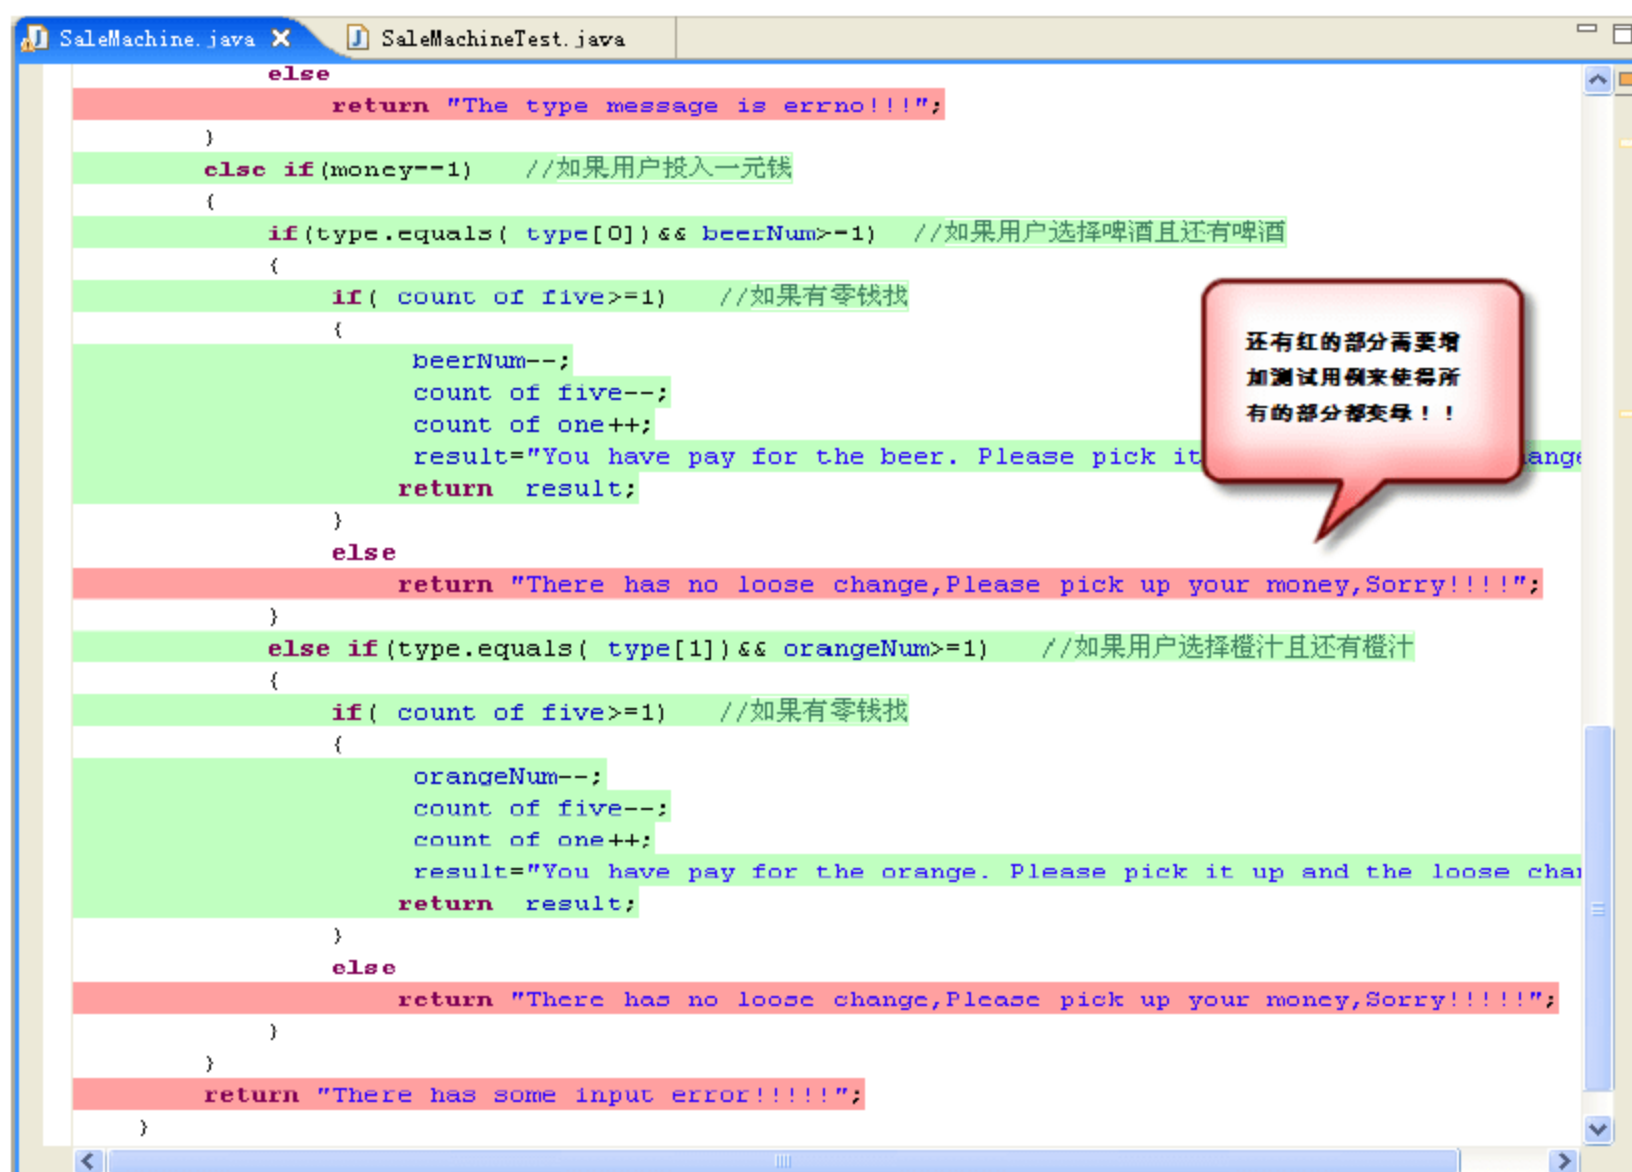 SaleMachine.java SaleMachineTest.java
else
return "The type message is errno!!!";
}
else if(money==1) //如果用户投入一元钱
{
if(type.equals( type[0])&& beerNum>=1) //如果用户选择啤酒且还有啤酒
{
if( count of five>=1) //如果有零钱找
{
beerNum--;
count of five--;
count of one++;
result="You have pay for the beer. Please pick it
return result;
}
else
return "There has no loose change,Please pick up your money,Sorry!!!!";
}
else if(type.equals( type[1])&& orangeNum>=1) //如果用户选择橙汁且还有橙汁
{
if( count of five>=1) //如果有零钱找
{
orangeNum--;
count of five--;
count of one++;
result="You have pay for the orange. Please pick it up and the loose cha
return result;
}
else
return "There has no loose change,Please pick up your money,Sorry!!!!!";
}
}
return "There has some input error!!!!!";
}
还有红的部分需要增
加测试用例来使得所
有的部分都变绿！！